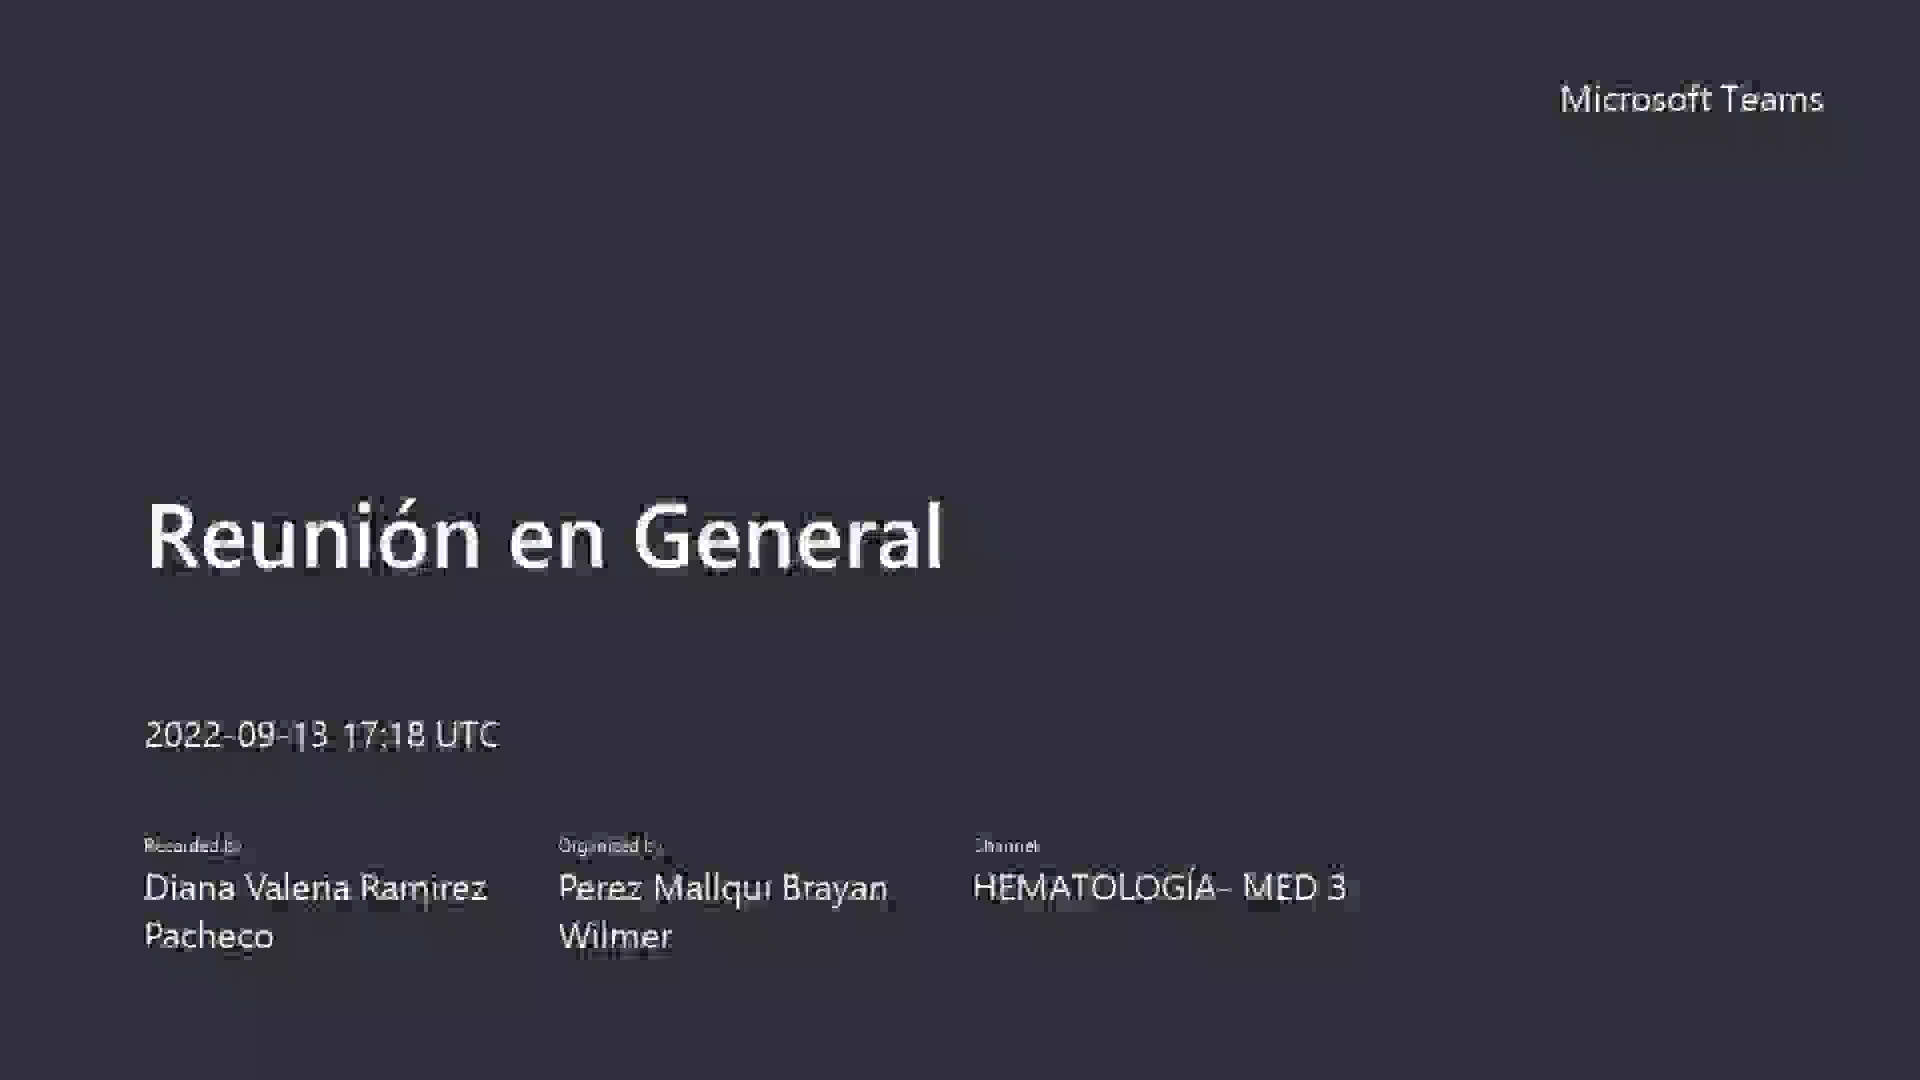 Microsoft Teams
Reunión en General
2022-09-13 17:18 UTC
Recorded by
Organized by
Channel
Diana Valeria Ramirez
Perez Mallqui Brayan
HEMATOLOGÍA– MED 3
Pacheco
Wilmer